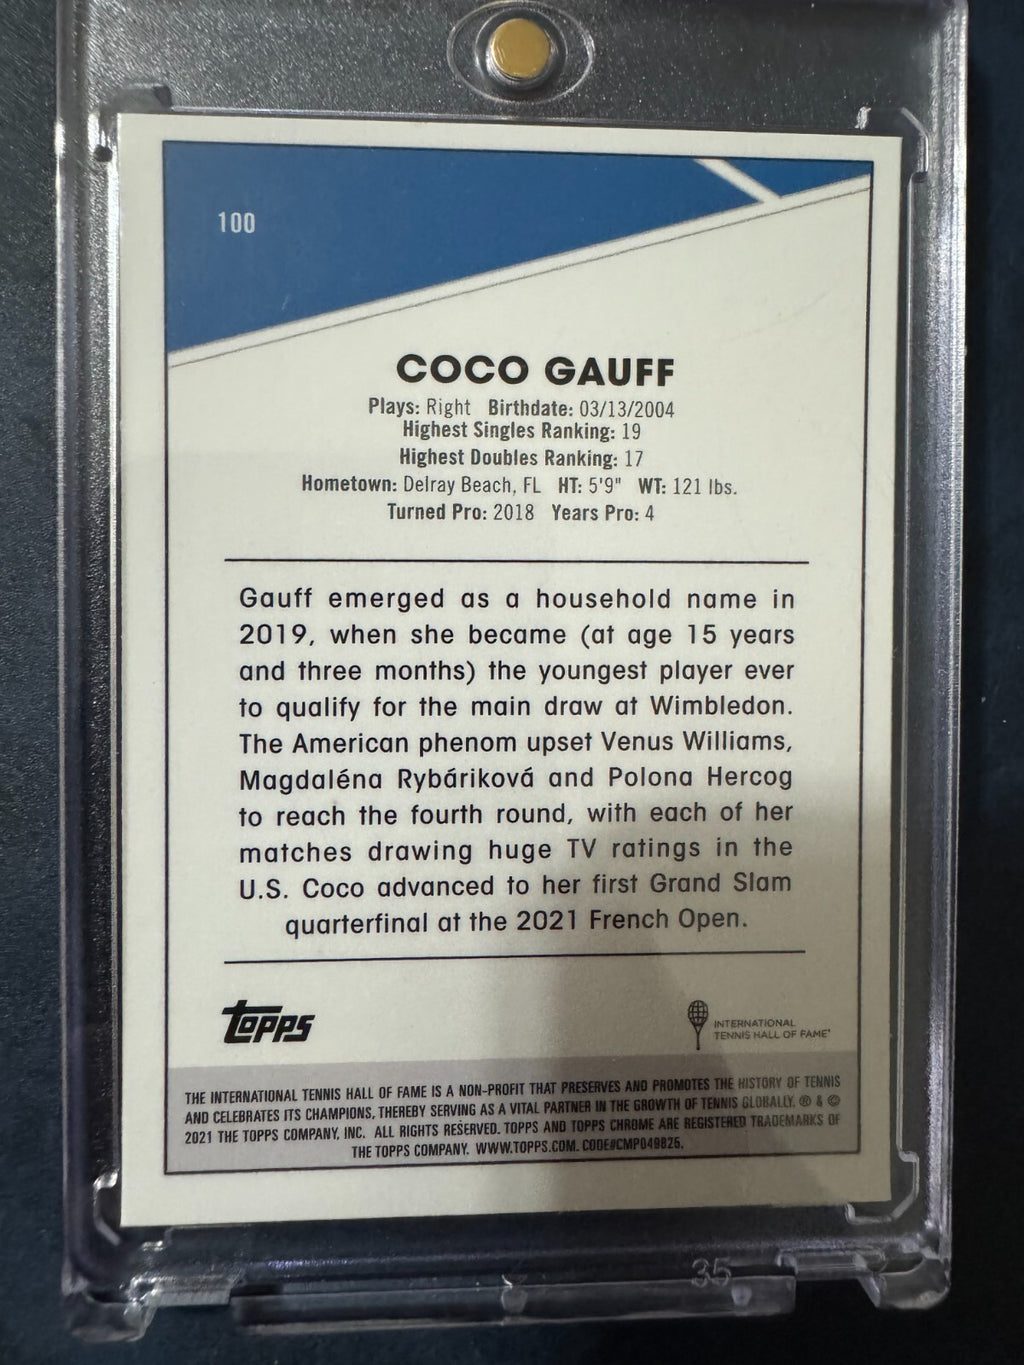 100
COCO GAUFF
Plays: Right Birthdate: 03/13/2004
Highest Singles Ranking: 19
Highest Doubles Ranking: 17
Hometown: Delray Beach, FL HT: 5'9" WT: 121 lbs.
Turned Pro: 2018 Years Pro: 4
Gauff emerged as a household name in
2019, when she became (at age 15 years
and three months) the youngest player ever
to qualify for the main draw at Wimbledon.
The American phenom upset Venus Williams,
Magdaléna Rybáriková and Polona Hercog
to reach the fourth round, with each of her
matches drawing huge TV ratings in the
U.S. Coco advanced to her first Grand Slam
quarterfinal at the 2021 French Open.
Topps
INTERNATIONAL
TENNIS HALL OF FAME
THE INTERNATIONAL TENNIS HALL OF FAME IS A NON-PROFIT THAT PRESERVES AND PROMOTES THE HISTORY OF TENNIS
AND CELEBRATES ITS CHAMPIONS, THEREBY SERVING AS A VITAL PARTNER IN THE GROWTH OF TENNIS GLOBALLY. ® & ©
2021 THE TOPPS COMPANY, INC. ALL RIGHTS RESERVED. TOPPS AND TOPPS CHROME ARE REGISTERED TRADEMARKS OF
THE TOPPS COMPANY. WWW.TOPPS.COM. CODE#CMP049825.
35